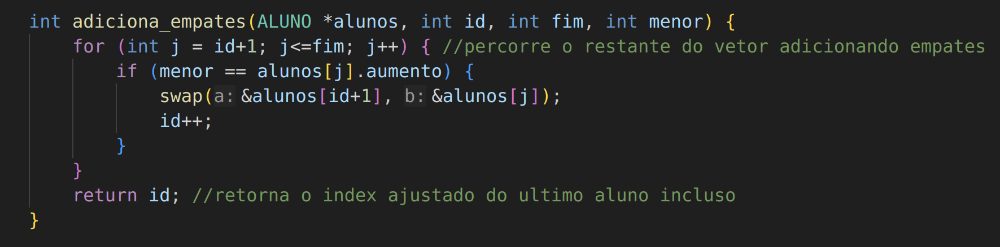 int adiciona_empates(ALUNO *alunos, int id, int fim, int menor) {
    for (int j = id+1; j<=fim; j++) { //percorre o restante do vetor adicionando empates
        if (menor == alunos[j].aumento) {
            swap(a: &alunos[id+1], b: &alunos[j]);
            id++;
        }
    }
    return id; //retorna o index ajustado do ultimo aluno incluso
}